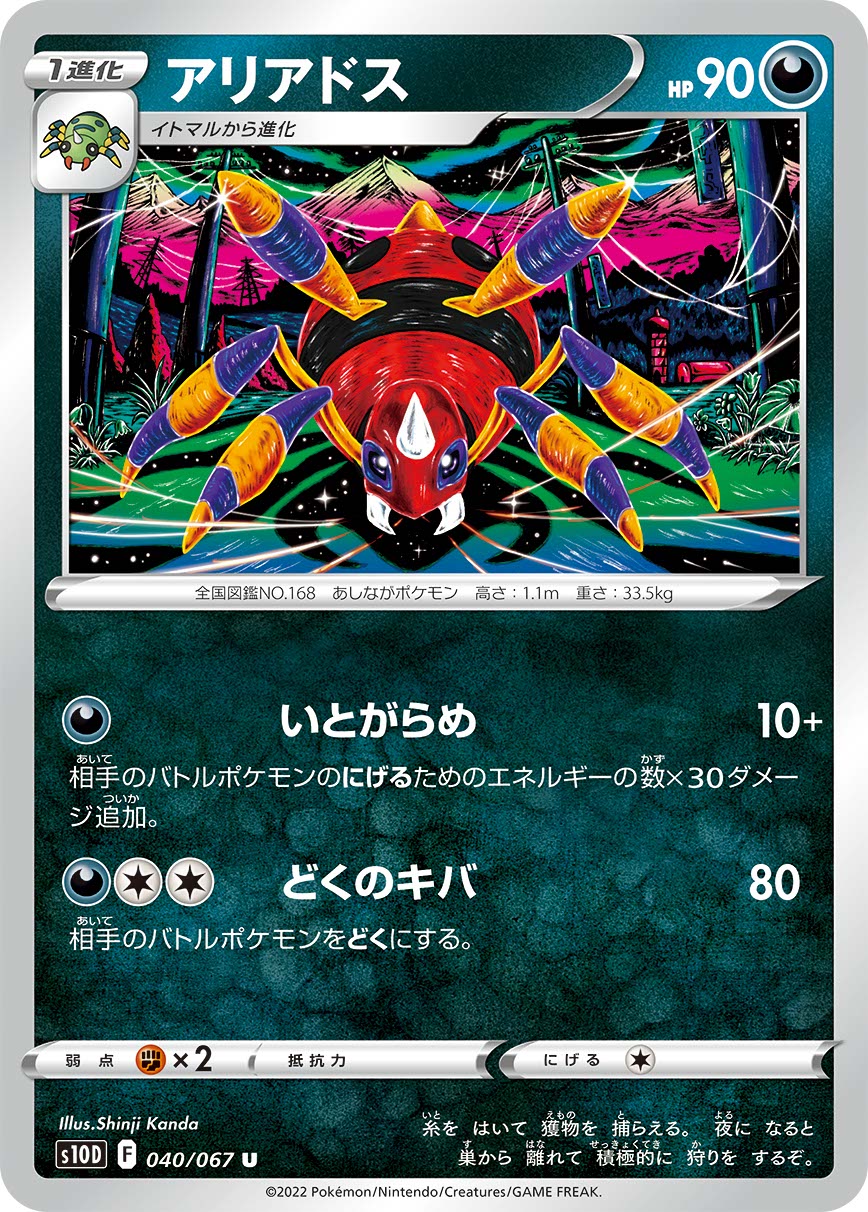 1進化
アリアドス
HP90
イトマルから進化
全国図鑑NO.168 あしながポケモン 高さ：1.1m 重さ：33.5kg
いとがらめ 10+
相手のバトルポケモンのにげるためのエネルギーの数×30ダメー
ジ追加。
どくのキバ 80
相手のバトルポケモンをどくにする。
弱点 ×2 抵抗力 にげる
Illus.Shinji Kanda
糸を はいて 獲物を 捕らえる。 夜に なると
巣から 離れて 積極的に 狩りを するぞ。
s10D F 040/067 U
©2022 Pokémon/Nintendo/Creatures/GAME FREAK.